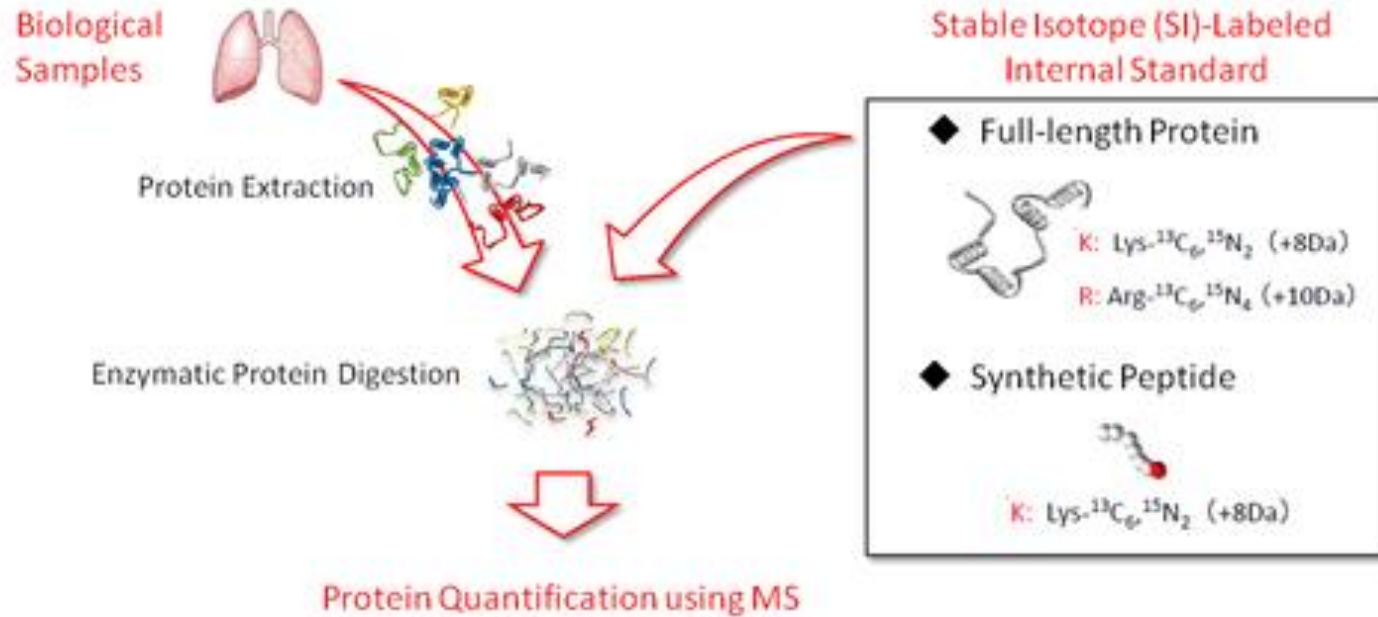 Biological
Samples
Protein Extraction
Enzymatic Protein Digestion
Protein Quantification using MS
Stable Isotope (SI)-Labeled
Internal Standard
◆ Full-length Protein
K: Lys-¹³C₆,¹⁵N₂ (+8Da)
R: Arg-¹³C₆,¹⁵N₄ (+10Da)
◆ Synthetic Peptide
K: Lys-¹³C₆,¹⁵N₂ (+8Da)